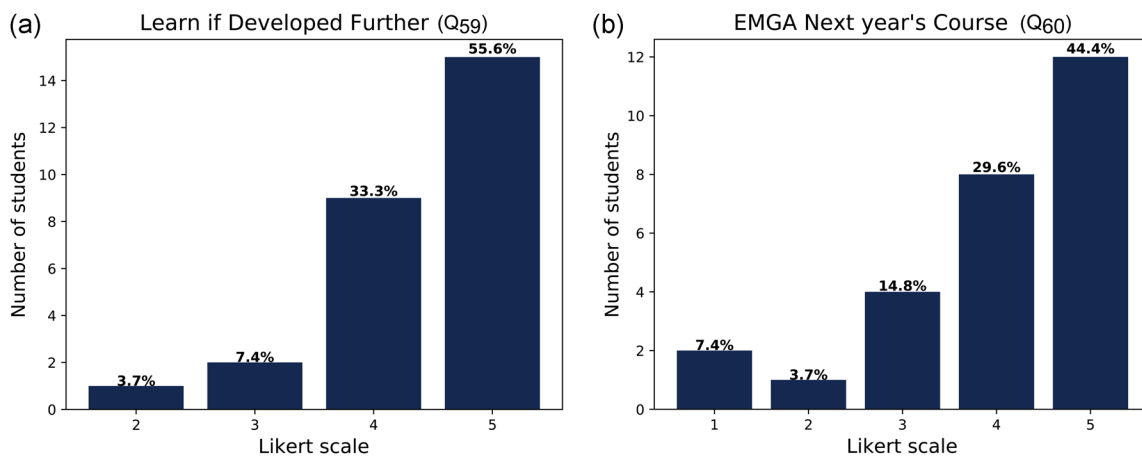 (a)
Learn if Developed Further (Q59)
Number of students
14
12
10
8
6
4
2
0
3.7%
7.4%
33.3%
55.6%
2 3 4 5
Likert scale
(b)
EMGA Next year's Course (Q60)
Number of students
12
10
8
6
4
2
0
7.4%
3.7%
14.8%
29.6%
44.4%
1 2 3 4 5
Likert scale